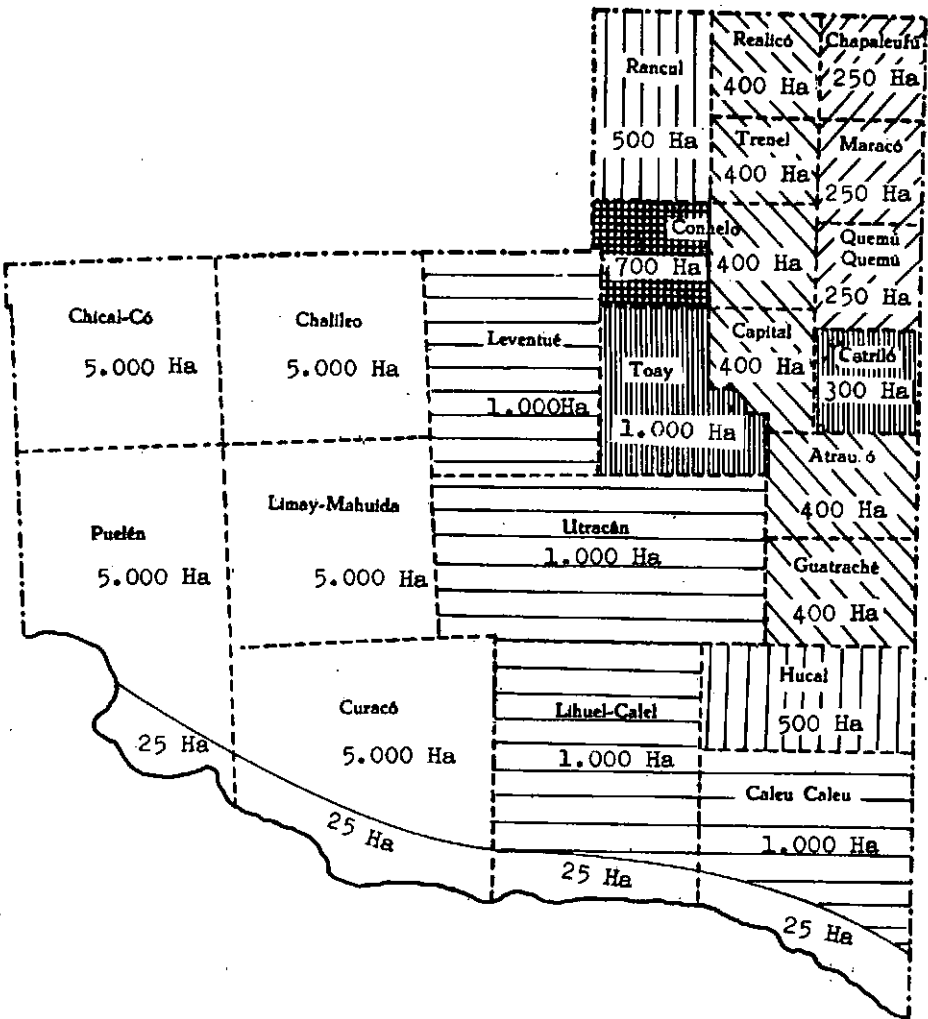 Rancul
500 Ha
Realicó
400 Ha
Chapaleufú
250 Ha
Trenel
400 Ha
Maracó
250 Ha
Conhelo
700 Ha
400 Ha
Quemú
Quemú
250 Ha
Chical-Có
5.000 Ha
Chalileo
5.000 Ha
Leventué
1.000Ha
Toay
1.000 Ha
Capital
400 Ha
Catriló
300 Ha
Puelén
5.000 Ha
Limay-Mahuida
5.000 Ha
Utracán
1.000 Ha
Atrau.ó
400 Ha
Guatraché
400 Ha
Curacó
5.000 Ha
Lihuel-Calel
1.000 Ha
Hucal
500 Ha
Caleu Caleu
1.000 Ha
25 Ha
25 Ha
25 Ha
25 Ha